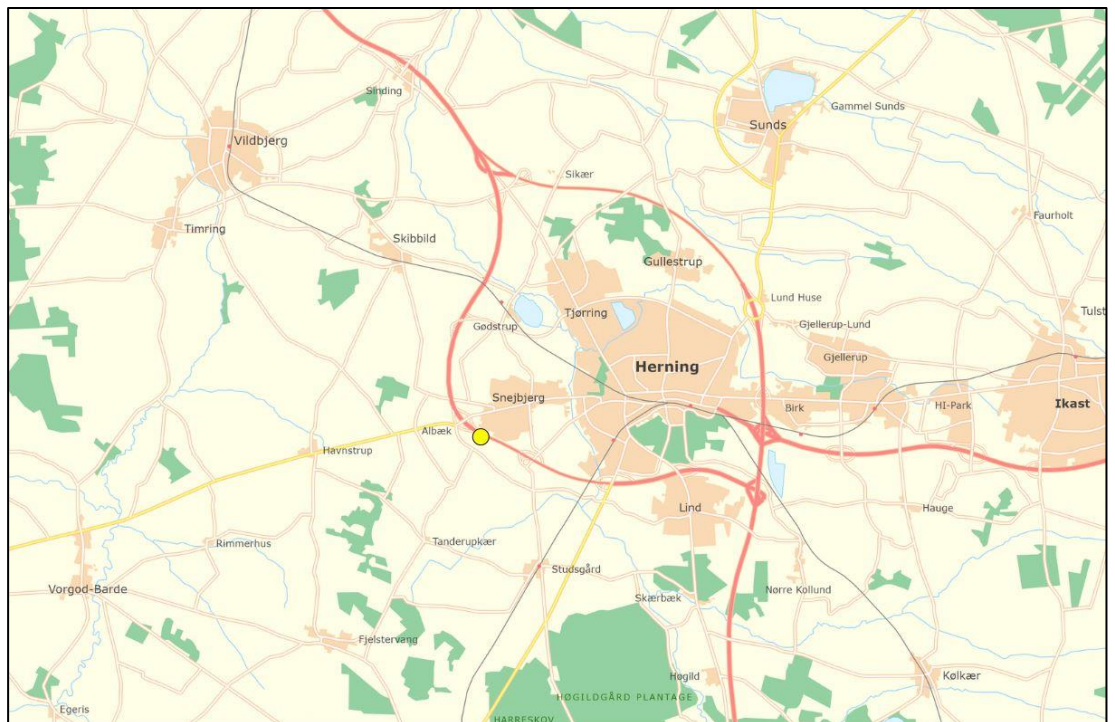 Sinding
Gammel Sunds
Sunds
Vildbjerg
Sikær
Faurholt
Timring
Skibbild
Gullestrup
Lund Huse
Tjørring
Tulst
Gødstrup
Gjellerup-Lund
Gjellerup
Herning
Snejbjerg
Birk
HI-Park
Ikast
Albæk
Havnstrup
Lind
Hauge
Rimmerhus
Tanderupkær
Studsgård
Vorgod-Barde
Skærbæk
Nørre Kollund
Fjelstervang
Høgild
Kølkær
HØGILDGÅRD PLANTAGE
Egeris
HARRESKOV